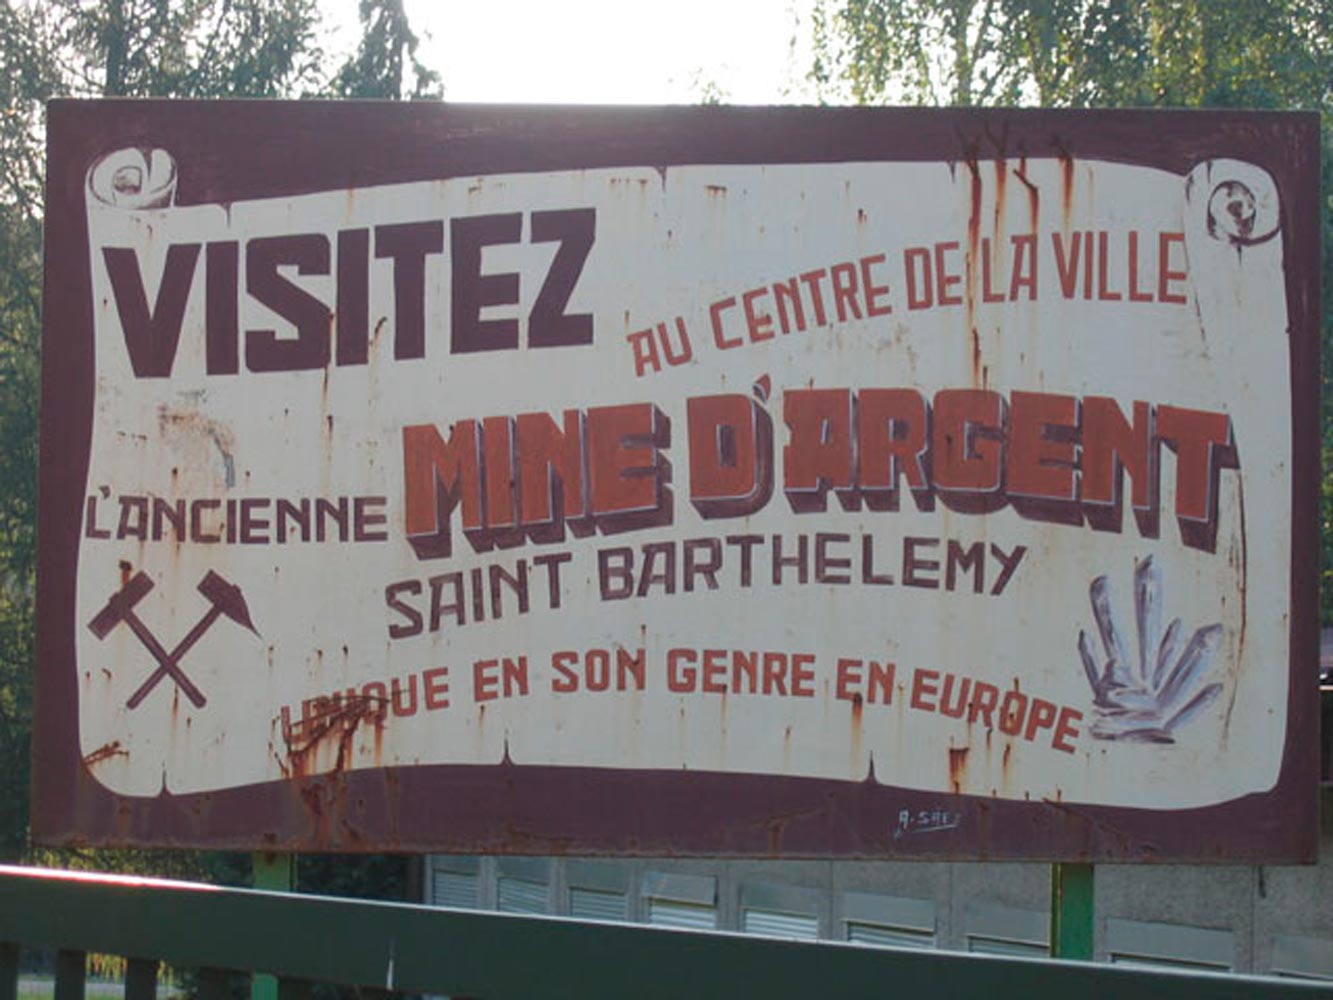 VISITEZ
AU CENTRE DE LA VILLE
L'ANCIENNE MINE D'ARGENT
SAINT BARTHELEMY
UNIQUE EN SON GENRE EN EUROPE